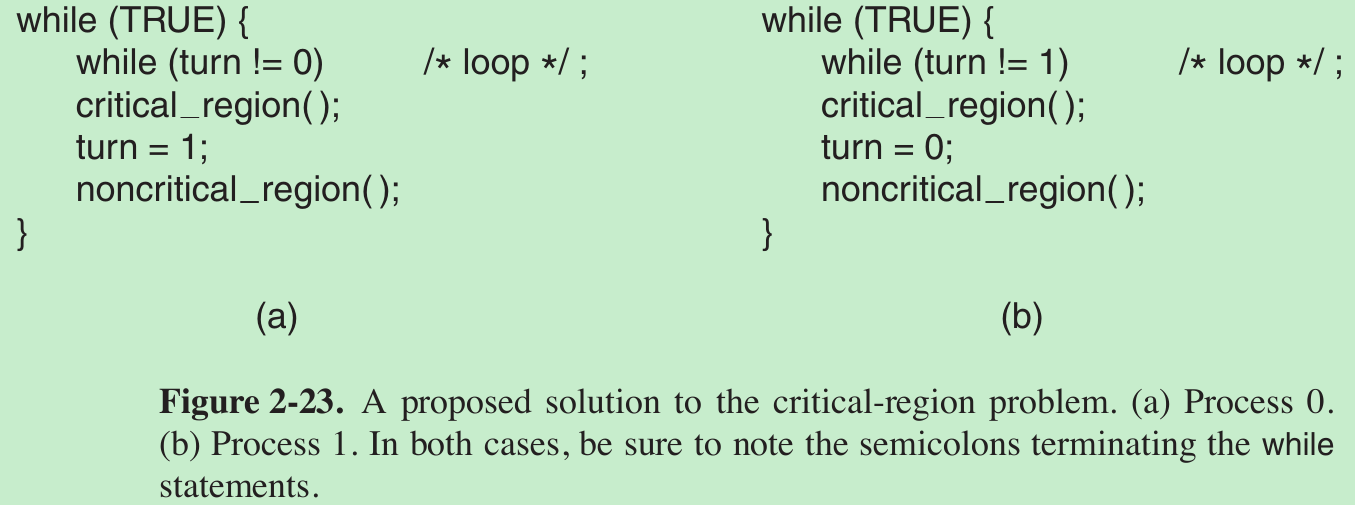 while (TRUE) {
while (turn != 0) /* loop */ ;
critical_region( );
turn = 1;
noncritical_region( );
}
(a)
while (TRUE) {
while (turn != 1) /* loop */ ;
critical_region( );
turn = 0;
noncritical_region( );
}
(b)
Figure 2-23. A proposed solution to the critical-region problem. (a) Process 0.
(b) Process 1. In both cases, be sure to note the semicolons terminating the while
statements.